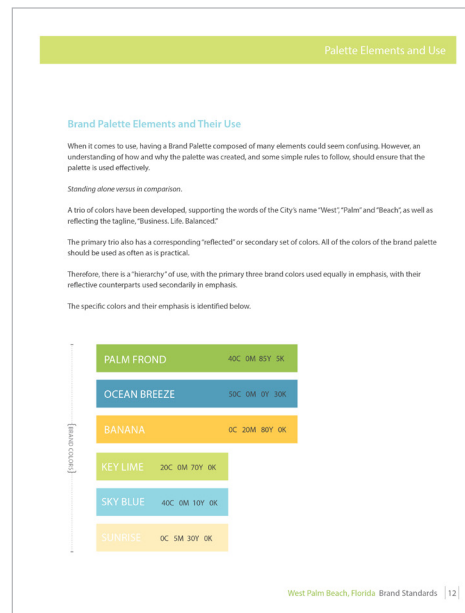 Palette Elements and Use
Brand Palette Elements and Their Use
When it comes to use, having a Brand Palette composed of many elements could seem confusing. However, an
understanding of how and why the palette was created, and some simple rules to follow, should ensure that the
palette is used effectively.
Standing alone versus in comparison.
A trio of colors have been developed, supporting the words of the City's name "West", "Palm" and "Beach", as well as
reflecting the tagline, "Business. Life. Balanced."
The primary trio also has a corresponding "reflected" or secondary set of colors. All of the colors of the brand palette
should be used as often as is practical.
Therefore, there is a "hierarchy" of use, with the primary three brand colors used equally in emphasis, with their
reflective counterparts used secondarily in emphasis.
The specific colors and their emphasis is identified below.
PALM FROND 40C 0M 85Y 5K
OCEAN BREEZE 50C 0M 0Y 30K
BANANA 0C 20M 80Y 0K
[BRAND COLORS]
KEY LIME 20C 0M 70Y 0K
SKY BLUE 40C 0M 10Y 0K
SUNRISE 0C 5M 30Y 0K
West Palm Beach, Florida Brand Standards 12